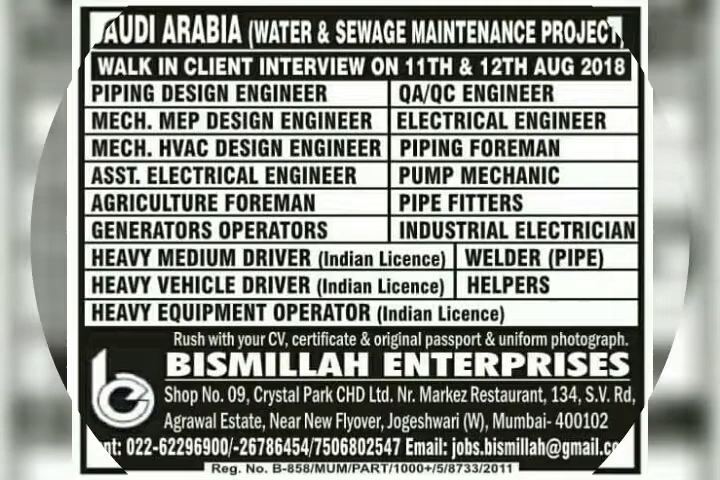 AUDI ARABIA (WATER & SEWAGE MAINTENANCE PROJECT)
WALK IN CLIENT INTERVIEW ON 11TH & 12TH AUG 2018
PIPING DESIGN ENGINEER QA/QC ENGINEER
MECH. MEP DESIGN ENGINEER ELECTRICAL ENGINEER
MECH. HVAC DESIGN ENGINEER PIPING FOREMAN
ASST. ELECTRICAL ENGINEER PUMP MECHANIC
AGRICULTURE FOREMAN PIPE FITTERS
GENERATORS OPERATORS INDUSTRIAL ELECTRICIAN
HEAVY MEDIUM DRIVER (Indian Licence) WELDER (PIPE)
HEAVY VEHICLE DRIVER (Indian Licence) HELPERS
HEAVY EQUIPMENT OPERATOR (Indian Licence)
Rush with your CV, certificate & original passport & uniform photograph.
BISMILLAH ENTERPRISES
Shop No. 09, Crystal Park CHD Ltd. Nr. Markez Restaurant, 134, S.V. Rd,
Agrawal Estate, Near New Flyover, Jogeshwari (W), Mumbai- 400102
nt: 022-62296900/-26786454/7506802547 Email: jobs.bismillah@gmail.co
Reg. No. B-858/MUM/PART/1000+/5/8733/2011